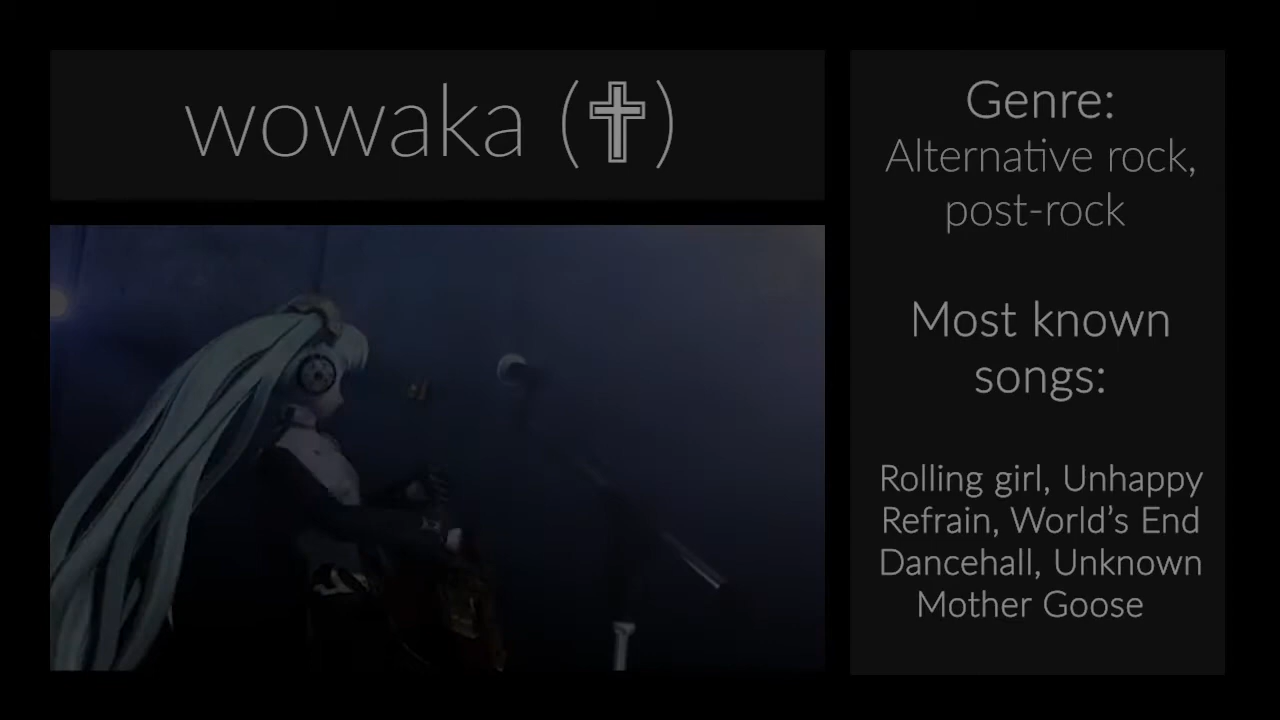 wowaka (✝)
Genre:
Alternative rock,
post-rock
Most known
songs:
Rolling girl, Unhappy
Refrain, World’s End
Dancehall, Unknown
Mother Goose